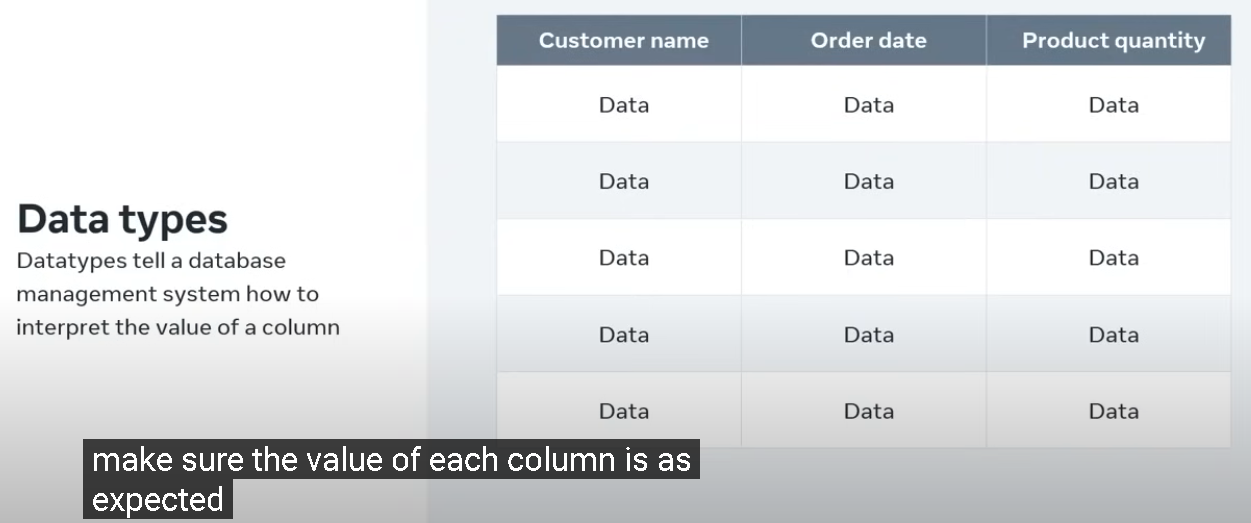 Data types
Datatypes tell a database
management system how to
interpret the value of a column
Customer name Order date Product quantity
Data Data Data
Data Data Data
Data Data Data
Data Data Data
Data Data Data
make sure the value of each column is as
expected